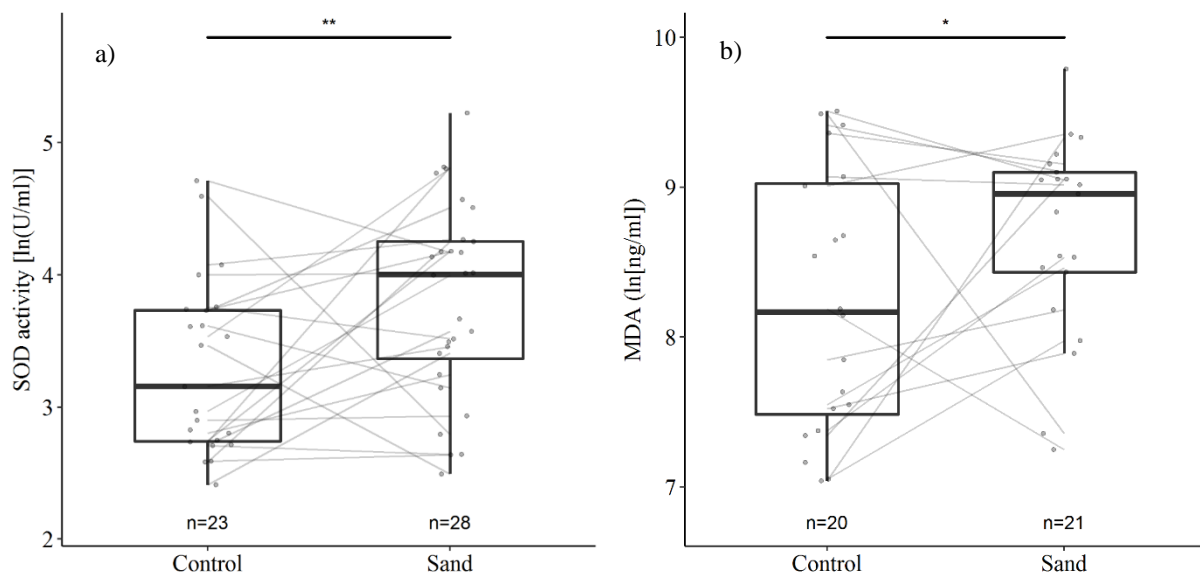 a)
**
SOD activity [ln(U/ml)]
5
4
3
2
n=23
n=28
Control
Sand
b)
*
MDA (ln[ng/ml])
10
9
8
7
n=20
n=21
Control
Sand